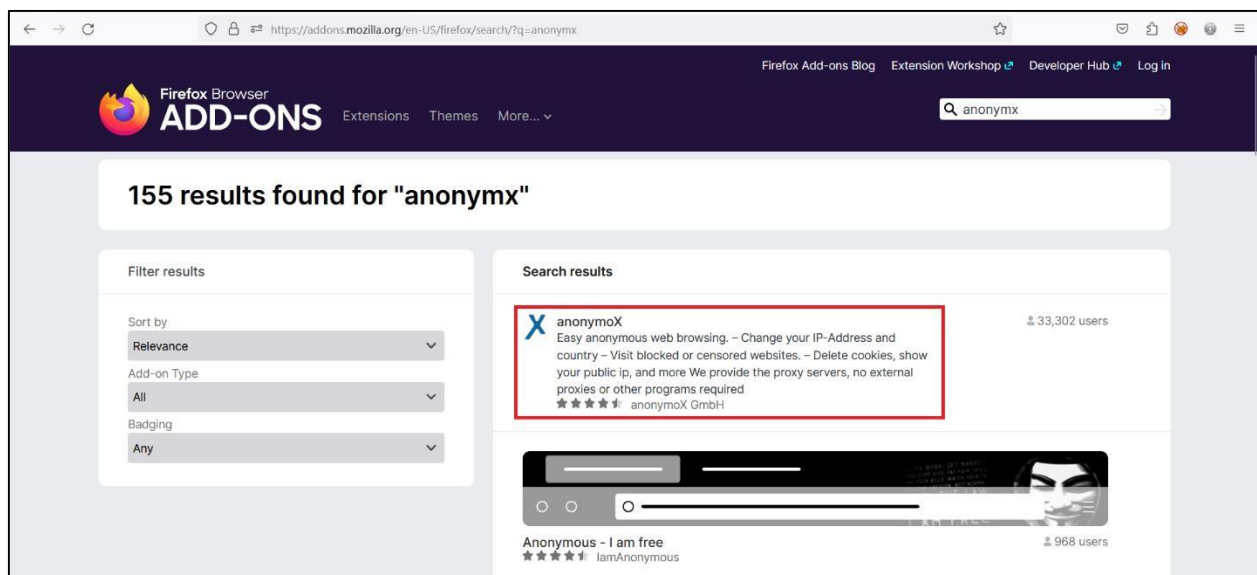 https://addons.mozilla.org/en-US/firefox/search/?q=anonymx
Firefox Add-ons Blog Extension Workshop Developer Hub Log in
Firefox Browser
ADD-ONS Extensions Themes More...
anonymx
155 results found for "anonymx"
Filter results
Sort by
Relevance
Add-on Type
All
Badging
Any
Search results
anonymoX
33,302 users
Easy anonymous web browsing. – Change your IP-Address and
country – Visit blocked or censored websites. – Delete cookies, show
your public ip, and more We provide the proxy servers, no external
proxies or other programs required
anonymoX GmbH
Anonymous - I am free
968 users
IamAnonymous